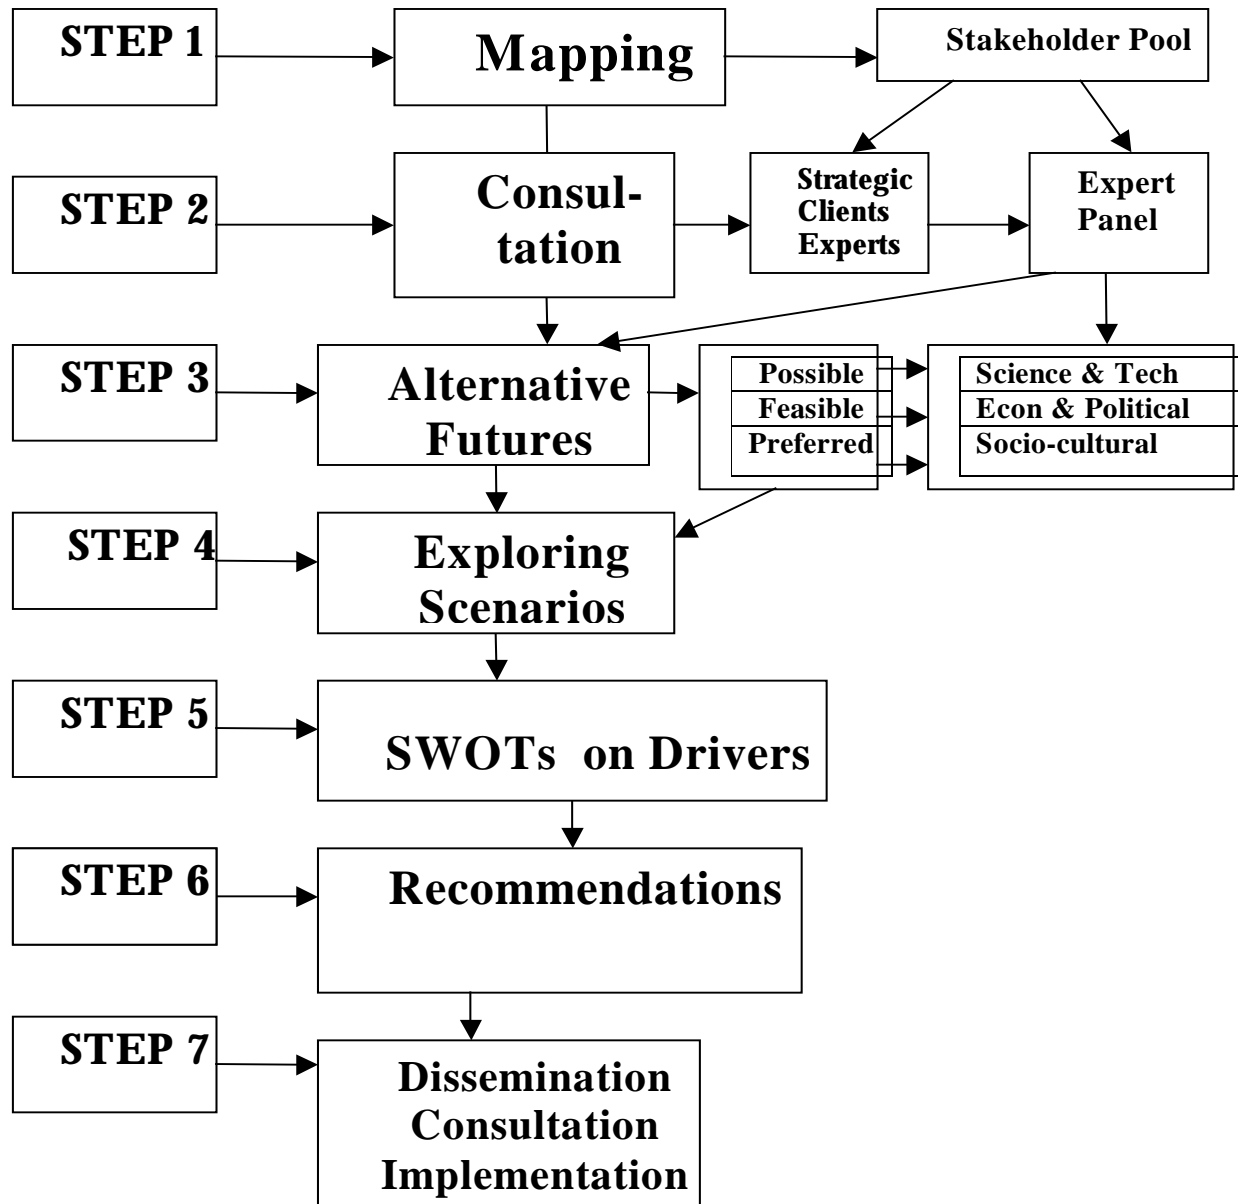 STEP 1
Mapping
Stakeholder Pool
STEP 2
Consul-
tation
Strategic
Clients
Experts
Expert
Panel
STEP 3
Alternative
Futures
Possible
Feasible
Preferred
Science & Tech
Econ & Political
Socio-cultural
STEP 4
Exploring
Scenarios
STEP 5
SWOTs on Drivers
STEP 6
Recommendations
STEP 7
Dissemination
Consultation
Implementation